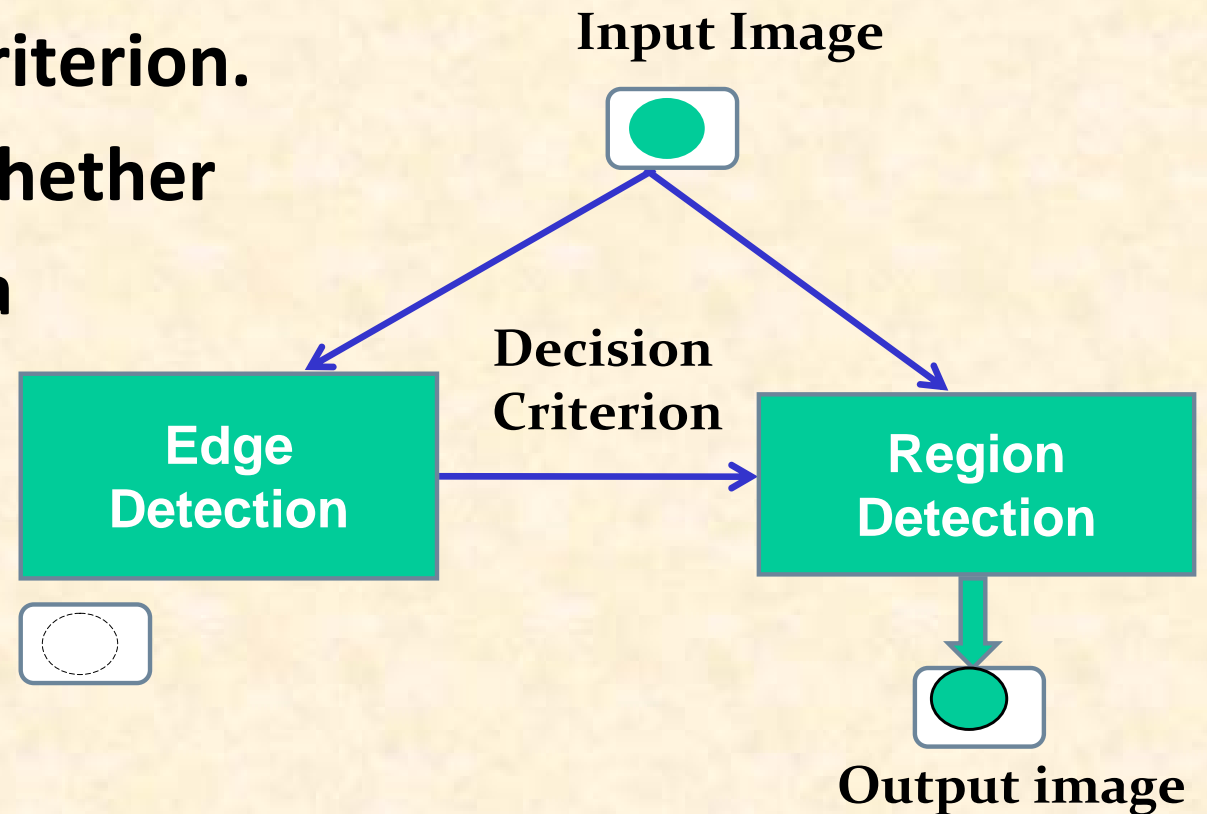 riterion.
hether
Input Image
Decision
Criterion
Edge
Detection
Region
Detection
Output image